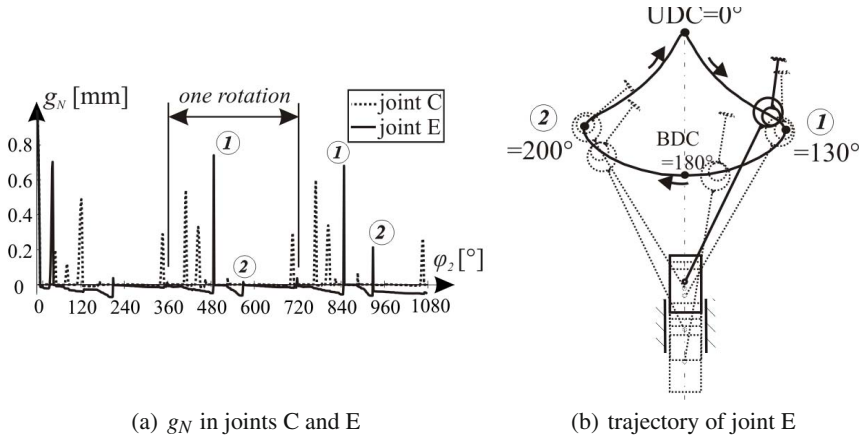 g_N [mm]
one rotation
joint C
joint E
1
1
2
2
0.8
0.6
0.4
0.2
0
φ_2 [°]
0 120 240 360 480 600 720 840 960 1080
(a) g_N in joints C and E
UDC=0°
2
=200°
BDC
=180°
1
=130°
(b) trajectory of joint E